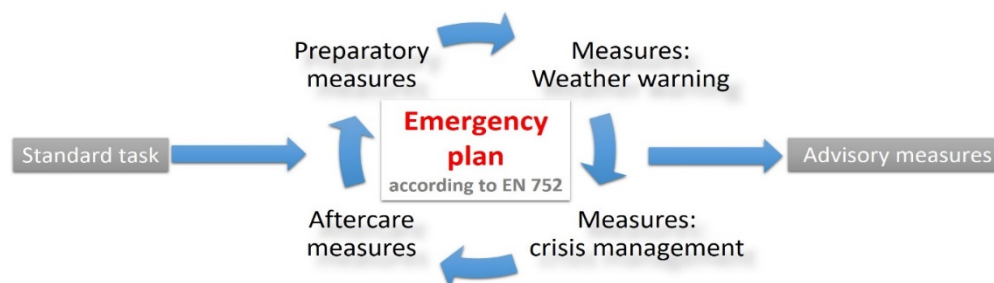 Preparatory
measures
Measures:
Weather warning
Standard task
Emergency
plan
according to EN 752
Advisory measures
Aftercare
measures
Measures:
crisis management